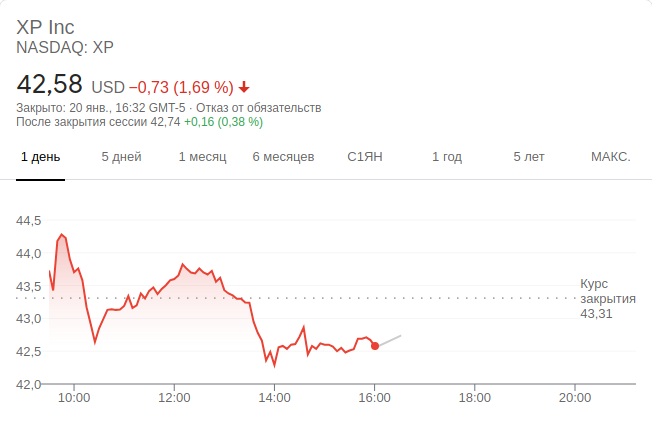 XP Inc
NASDAQ: XP
42,58 USD −0,73 (1,69 %)
Закрыто: 20 янв., 16:32 GMT-5 · Отказ от обязательств
После закрытия сессии 42,74 +0,16 (0,38 %)
1 день 5 дней 1 месяц 6 месяцев С1ЯН 1 год 5 лет МАКС.
44,5
44,0
43,5
43,0
42,5
42,0
Курс
закрытия
43,31
10:00 12:00 14:00 16:00 18:00 20:00